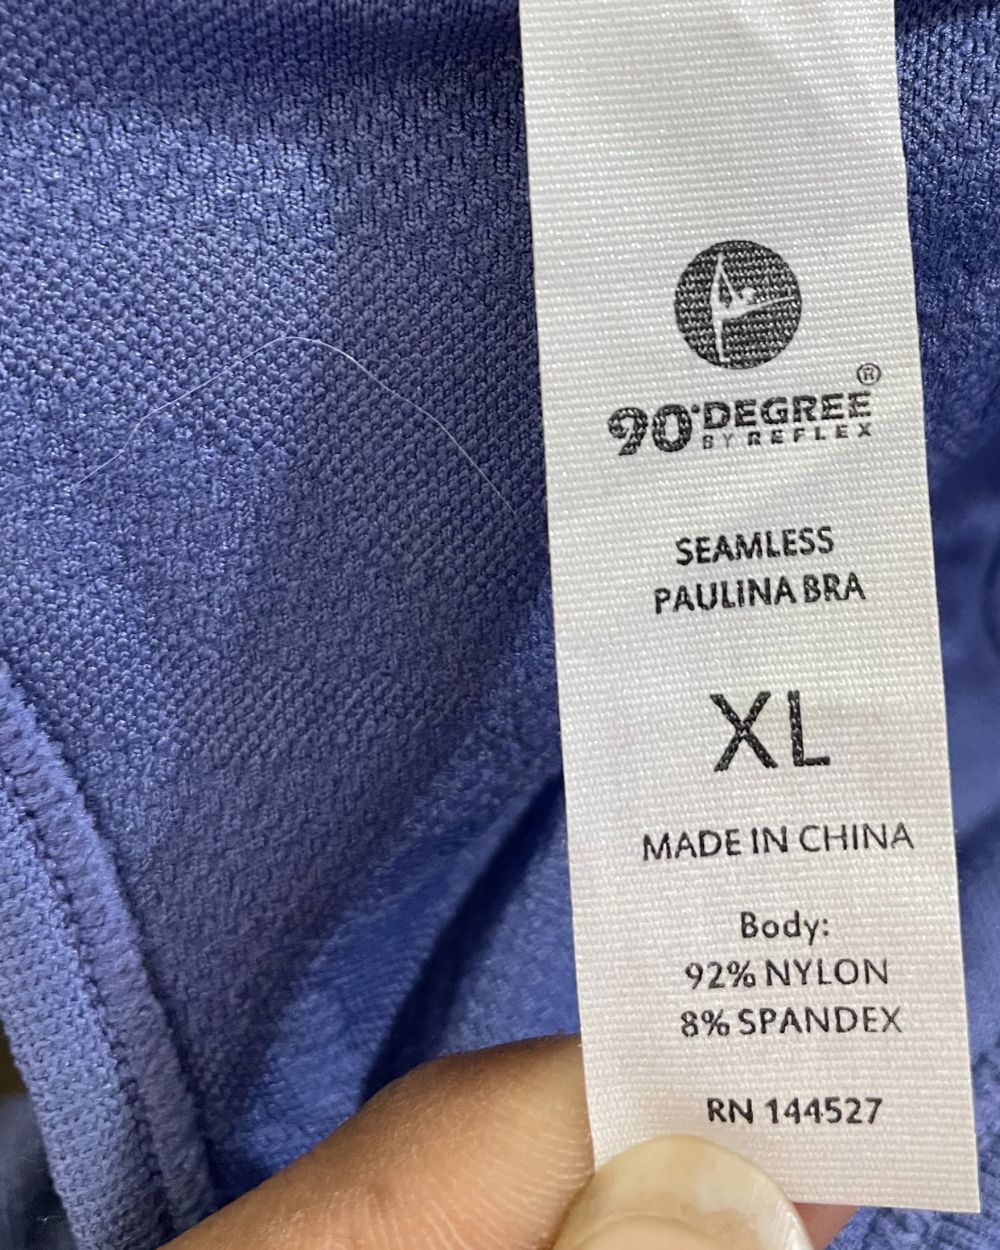 90°DEGREE®
BY REFLEX
SEAMLESS
PAULINA BRA
XL
MADE IN CHINA
Body:
92% NYLON
8% SPANDEX
RN 144527